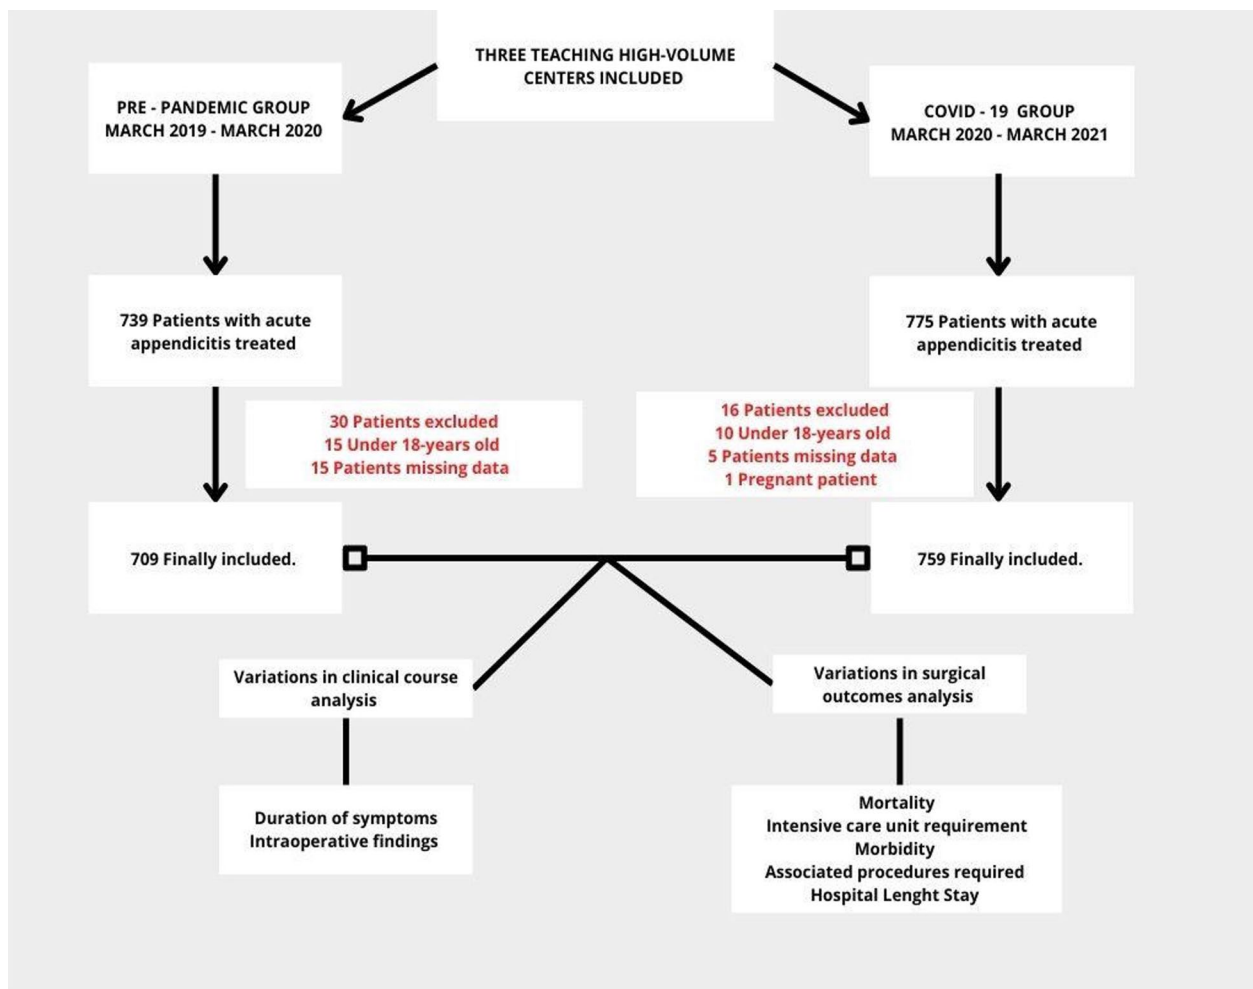 THREE TEACHING HIGH-VOLUME
CENTERS INCLUDED
PRE - PANDEMIC GROUP
MARCH 2019 - MARCH 2020
COVID - 19 GROUP
MARCH 2020 - MARCH 2021
739 Patients with acute
appendicitis treated
775 Patients with acute
appendicitis treated
30 Patients excluded
15 Under 18-years old
15 Patients missing data
16 Patients excluded
10 Under 18-years old
5 Patients missing data
1 Pregnant patient
709 Finally included.
759 Finally included.
Variations in clinical course
analysis
Variations in surgical
outcomes analysis
Duration of symptoms
Intraoperative findings
Mortality
Intensive care unit requirement
Morbidity
Associated procedures required
Hospital Lenght Stay